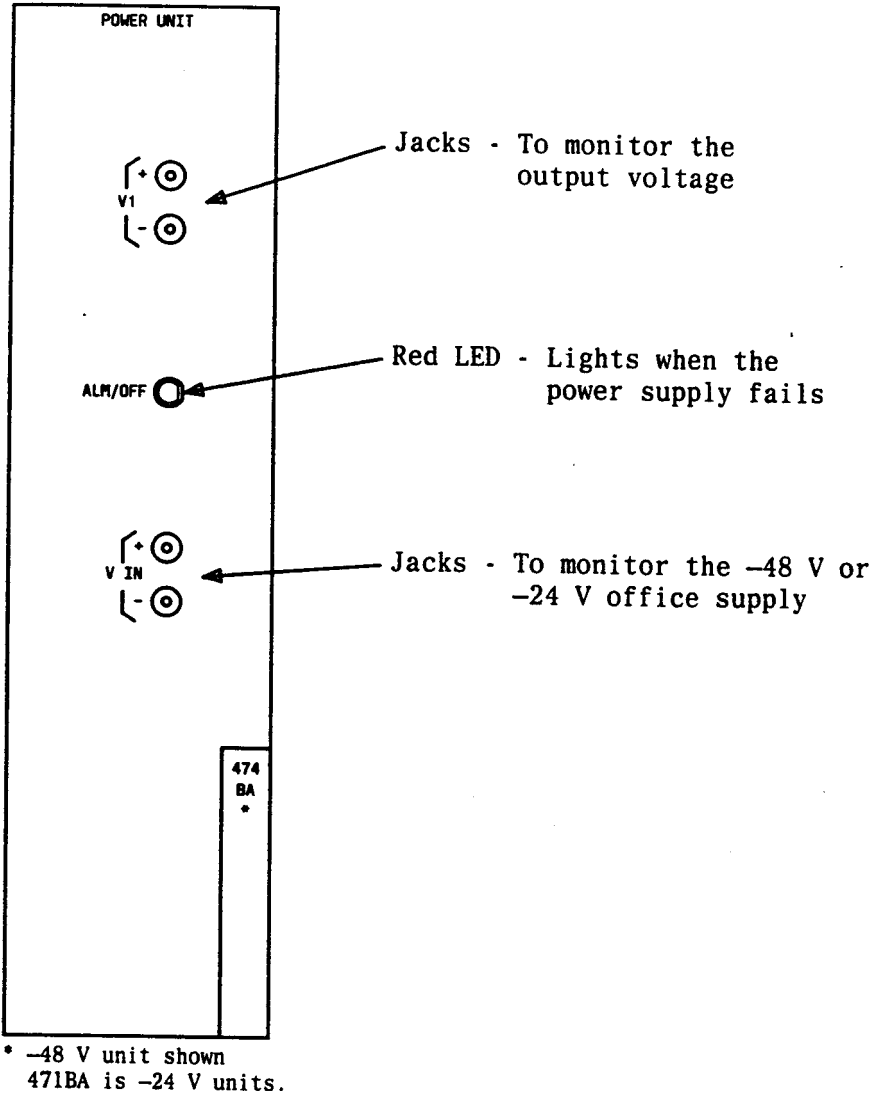 POWER UNIT
Jacks - To monitor the
output voltage
+
V1
-
Red LED - Lights when the
power supply fails
ALM/OFF
+
V IN
-
Jacks - To monitor the –48 V or
–24 V office supply
474
BA
*
* –48 V unit shown
471BA is –24 V units.